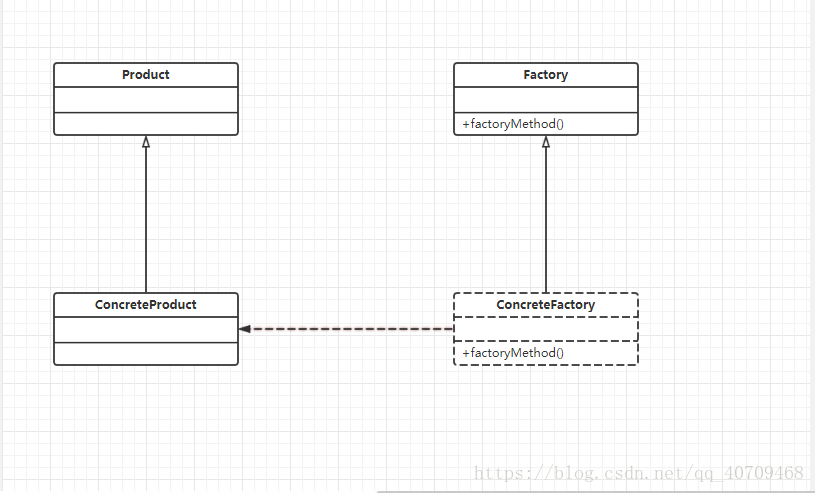 Product
Factory
+factoryMethod()
ConcreteProduct
ConcreteFactory
+factoryMethod()
https://blog.csdn.net/qq_40709468